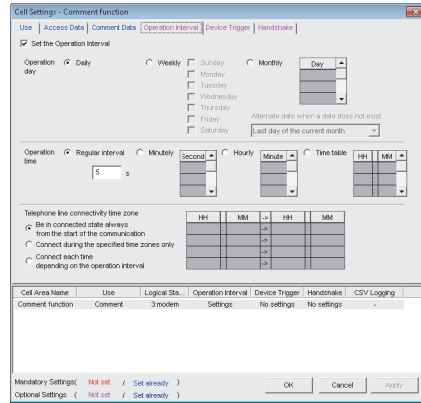 Cell Settings - Comment function
Use Access Data Comment Data Operation Interval Device Trigger Handshake
Set the Operation Interval
Operation day Daily Weekly Sunday Monthly Day
Monday
Tuesday
Wednesday
Thursday
Friday Alternate date when a date does not exist
Saturday Last day of the current month
Operation time Regular interval Minutely Second Hourly Minute Time table HH : MM
5 s
Telephone line connectivity time zone HH MM -> HH MM
Be in connected state always : -> :
from the start of the communication : -> :
Connect during the specified time zones only : -> :
Connect each time : -> :
depending on the operation interval
Cell Area Name Use Logical Sta... Operation Interval Device Trigger Handshake CSV Logging
Comment function Comment 3:modem Settings No settings No settings -
Mandatory Settings( Not set / Set already ) OK Cancel Apply
Optional Settings ( Not set / Set already )